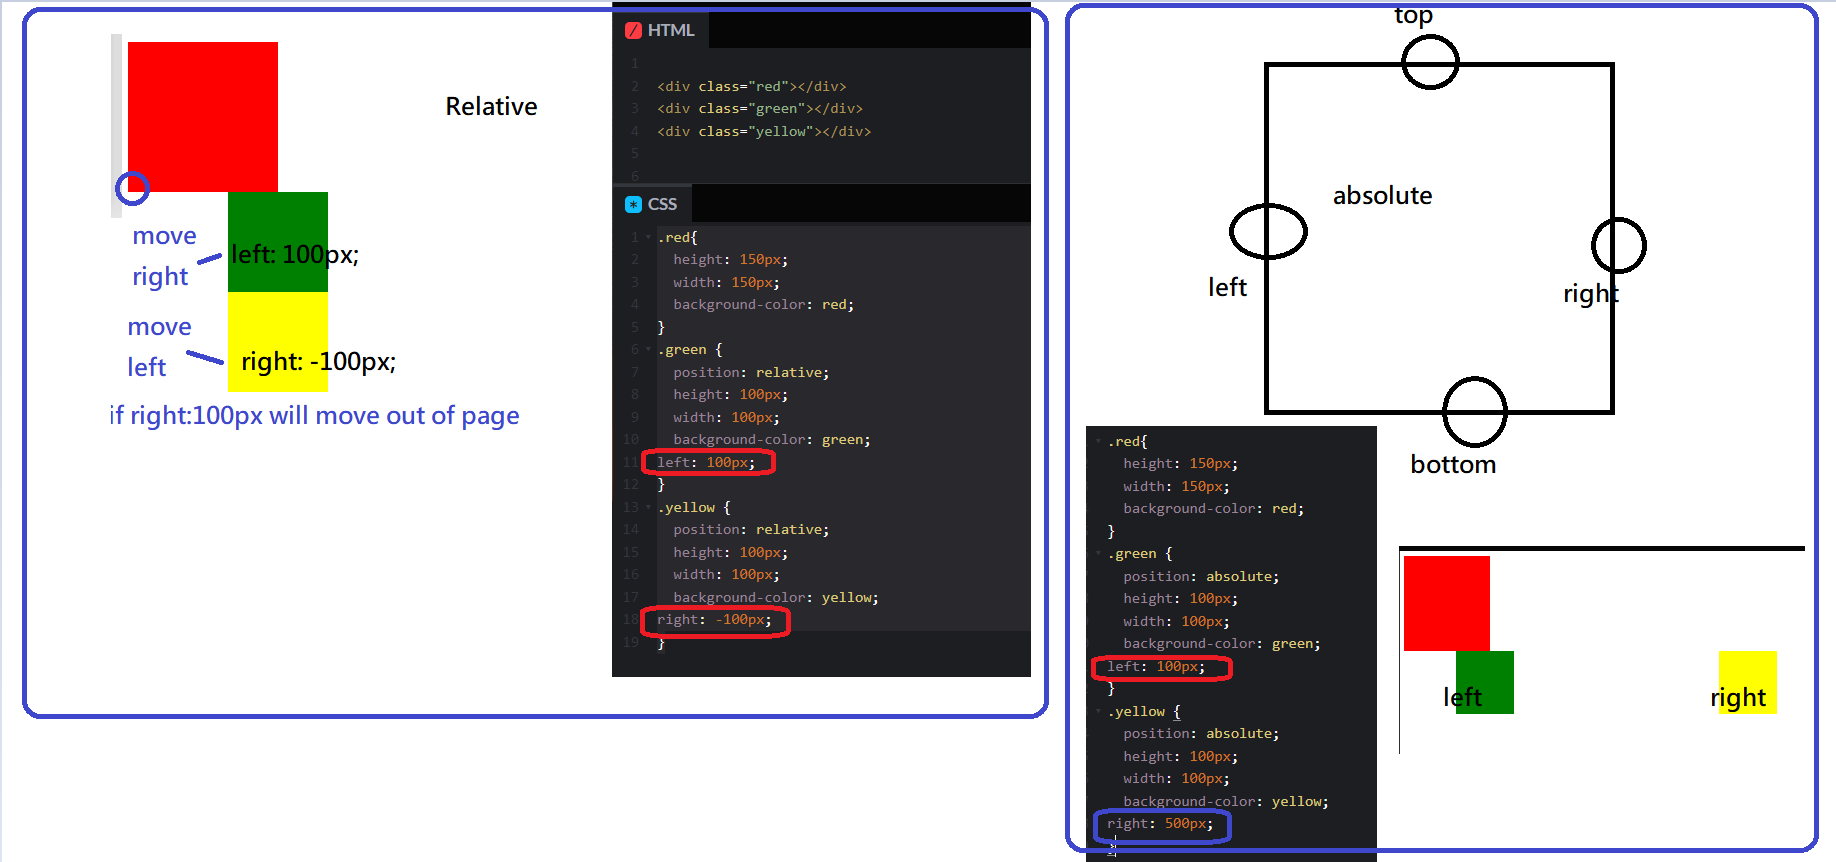 Relative
move
right
left: 100px;
move
left
right: -100px;
if right:100px will move out of page
/ HTML
1
2 <div class="red"></div>
3 <div class="green"></div>
4 <div class="yellow"></div>
5
6
* CSS
1 .red{
2 height: 150px;
3 width: 150px;
4 background-color: red;
5 }
6 .green {
7 position: relative;
8 height: 100px;
9 width: 100px;
10 background-color: green;
11 left: 100px;
12 }
13 .yellow {
14 position: relative;
15 height: 100px;
16 width: 100px;
17 background-color: yellow;
18 right: -100px;
19 }
top
absolute
left
right
bottom
.red{
height: 150px;
width: 150px;
background-color: red;
}
.green {
position: absolute;
height: 100px;
width: 100px;
background-color: green;
left: 100px;
}
.yellow {
position: absolute;
height: 100px;
width: 100px;
background-color: yellow;
right: 500px;
}
left
right